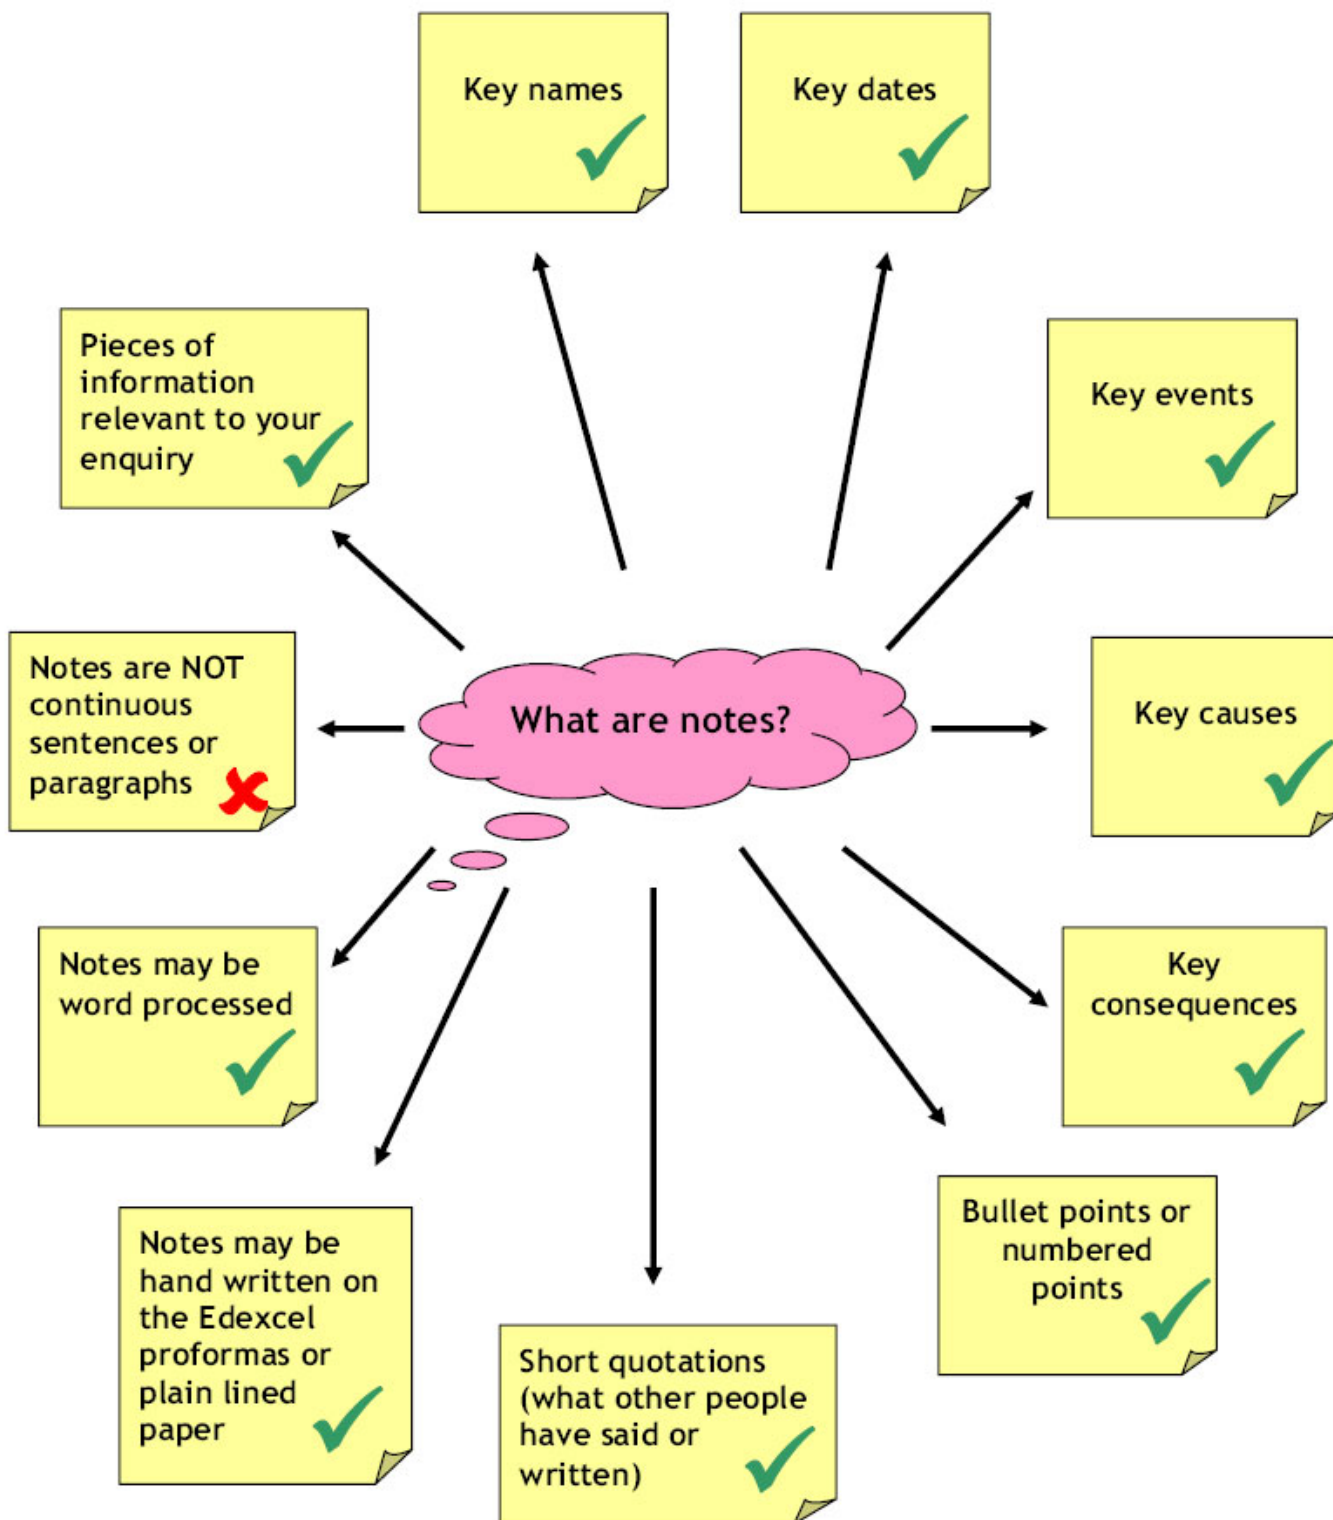 Key names
Key dates
Pieces of
information
relevant to your
enquiry
Key events
Notes are NOT
continuous
sentences or
paragraphs
What are notes?
Key causes
Notes may be
word processed
Key
consequences
Notes may be
hand written on
the Edexcel
proformas or
plain lined
paper
Short quotations
(what other people
have said or
written)
Bullet points or
numbered
points